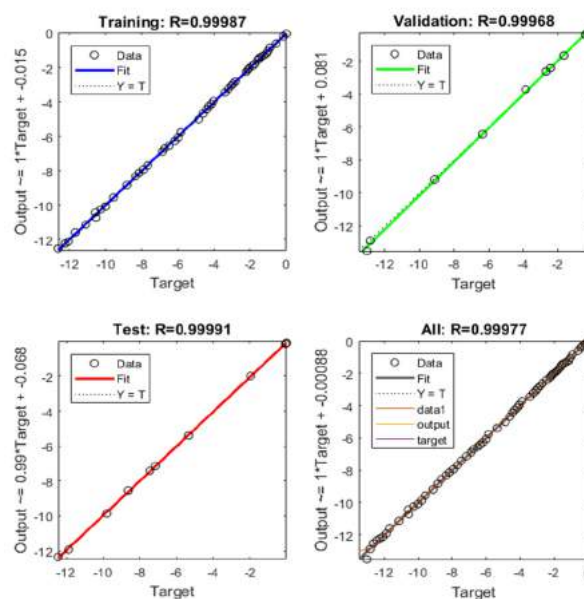 Training: R=0.99987
Output ~= 1*Target + -0.015
Data
Fit
Y = T
0
-2
-4
-6
-8
-10
-12
-12 -10 -8 -6 -4 -2 0
Target
Validation: R=0.99968
Output ~= 1*Target + 0.081
Data
Fit
Y = T
-2
-4
-6
-8
-10
-12
-12 -10 -8 -6 -4 -2
Target
Test: R=0.99991
Output ~= 0.99*Target + -0.068
Data
Fit
Y = T
-2
-4
-6
-8
-10
-12
-12 -10 -8 -6 -4 -2
Target
All: R=0.99977
Output ~= 1*Target + -0.00088
Data
Fit
Y = T
data1
output
target
-2
-4
-6
-8
-10
-12
-12 -10 -8 -6 -4 -2
Target